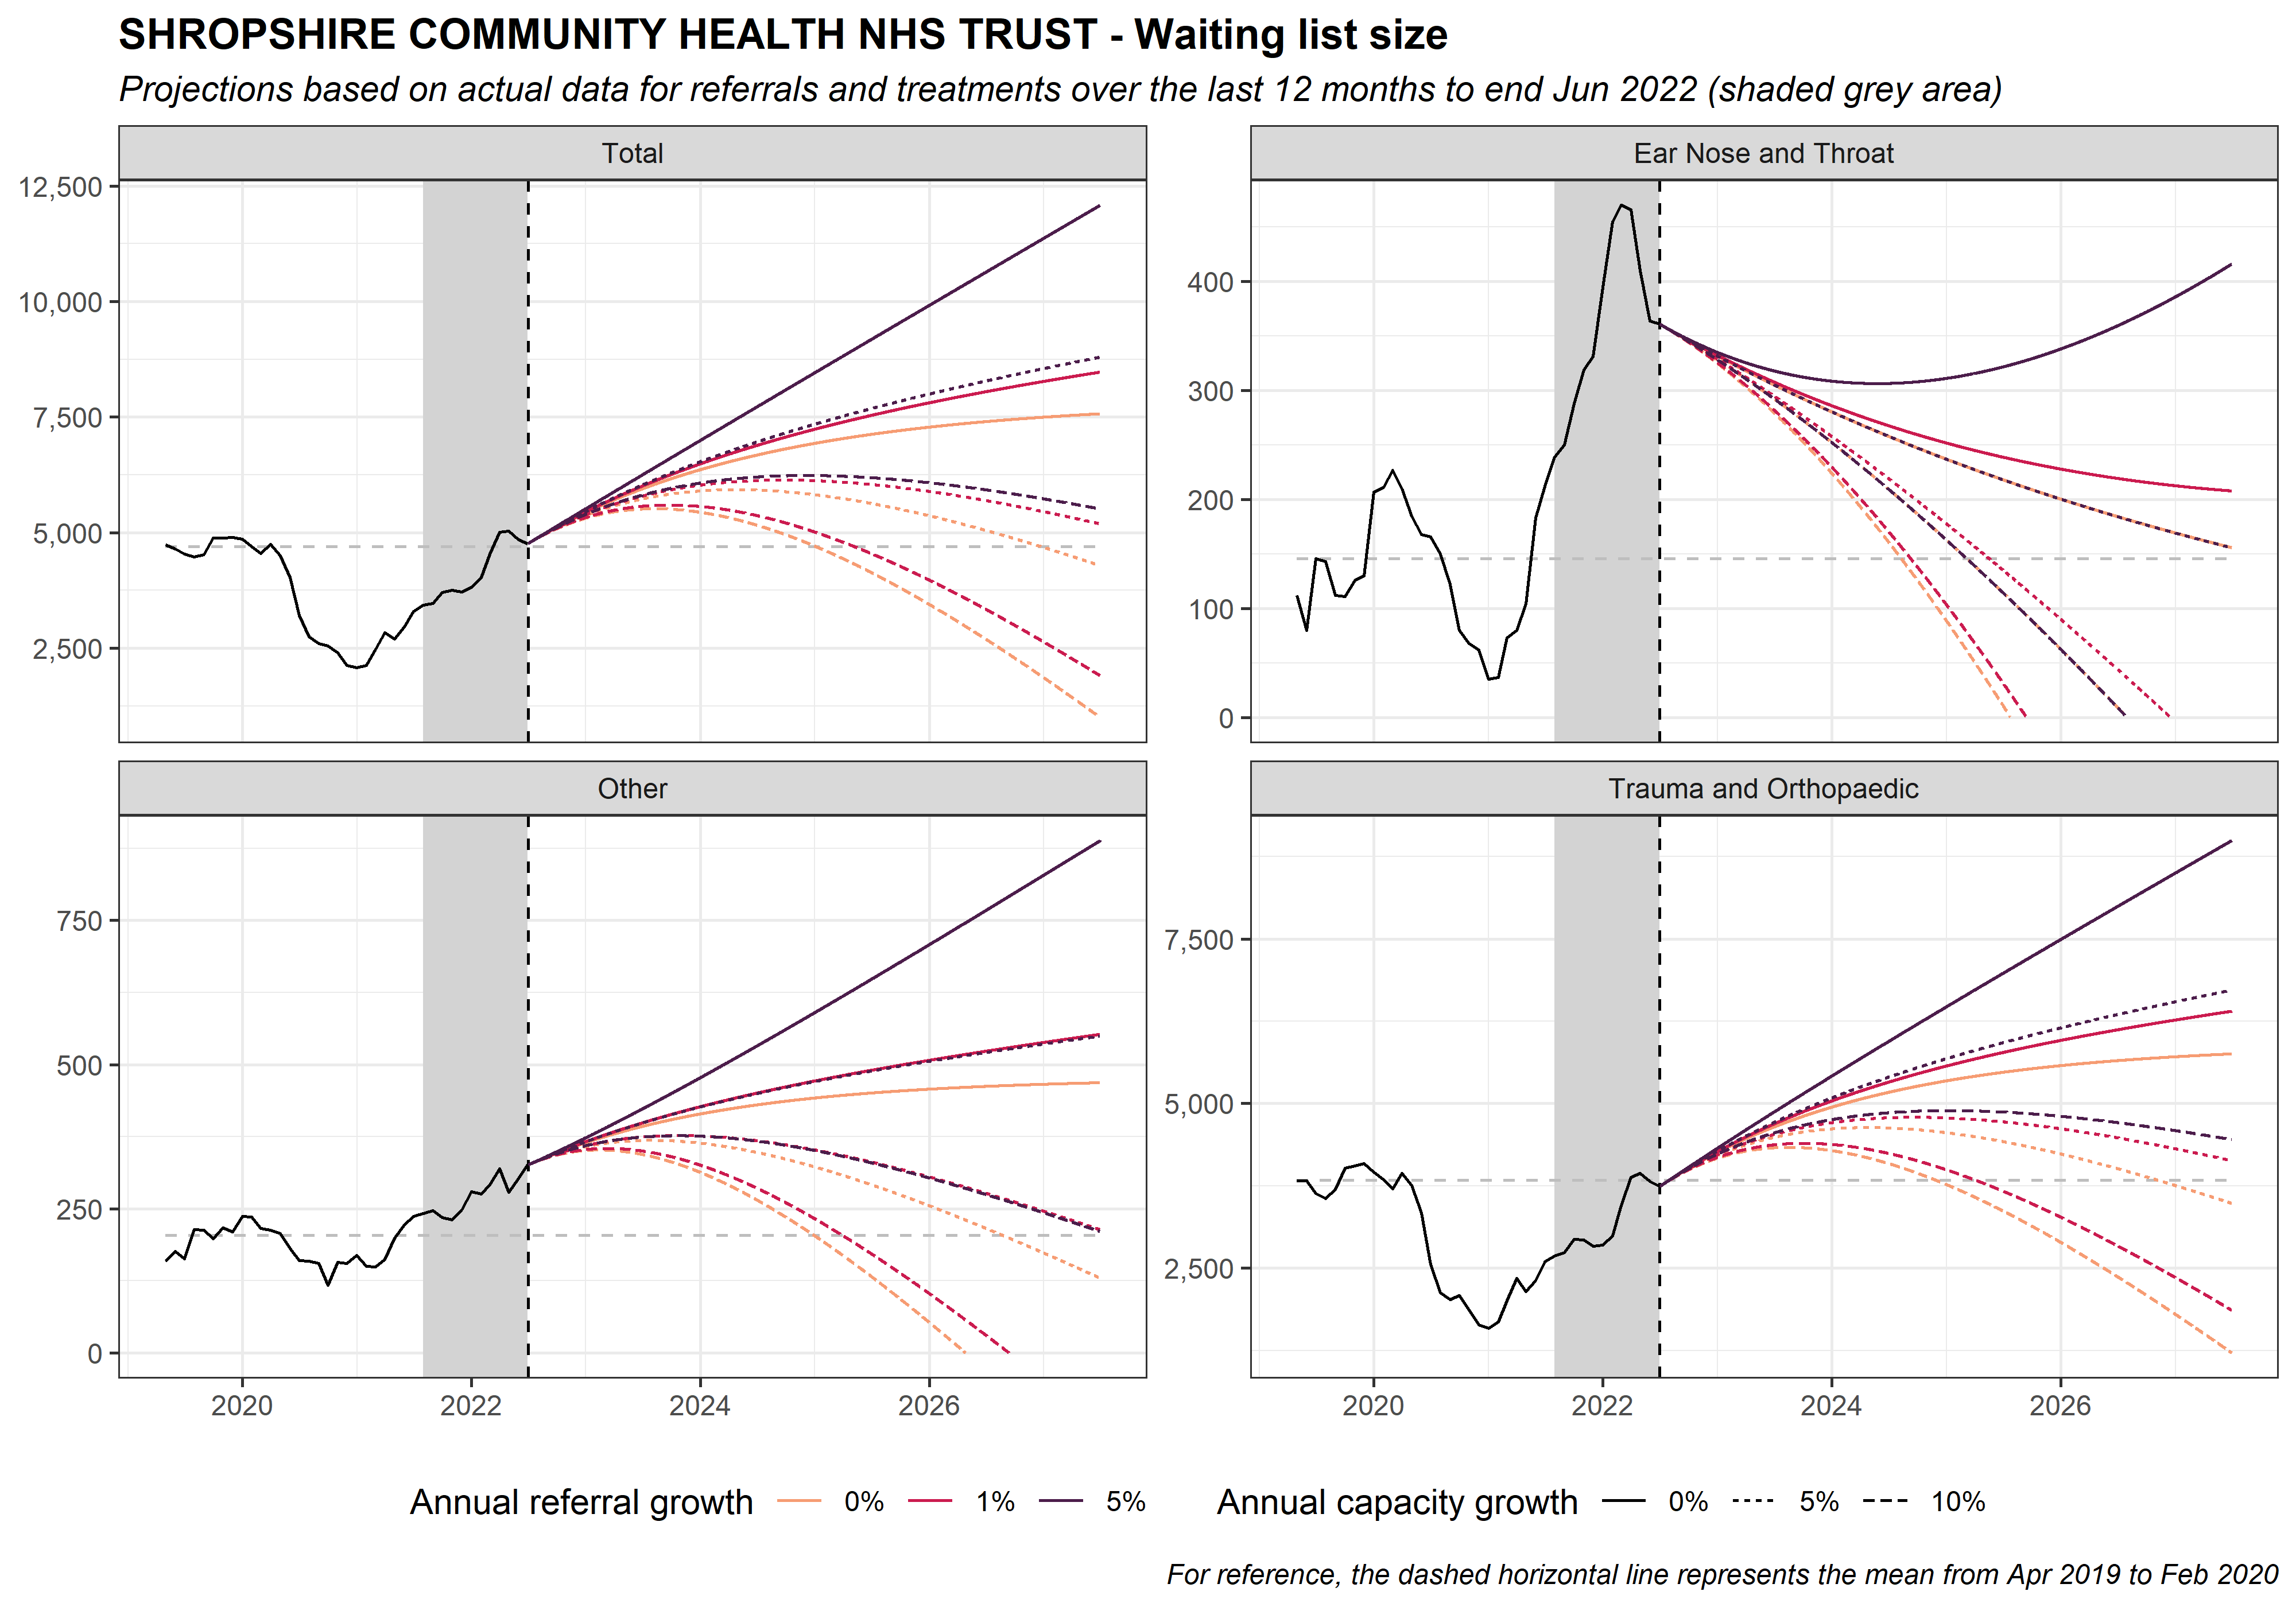 SHROPSHIRE COMMUNITY HEALTH NHS TRUST - Waiting list size
Projections based on actual data for referrals and treatments over the last 12 months to end Jun 2022 (shaded grey area)
Total
12,500
10,000
7,500
5,000
2,500
Ear Nose and Throat
400
300
200
100
0
Other
750
500
250
0
2020 2022 2024 2026
Trauma and Orthopaedic
7,500
5,000
2,500
2020 2022 2024 2026
Annual referral growth 0% 1% 5%
Annual capacity growth 0% 5% 10%
For reference, the dashed horizontal line represents the mean from Apr 2019 to Feb 2020